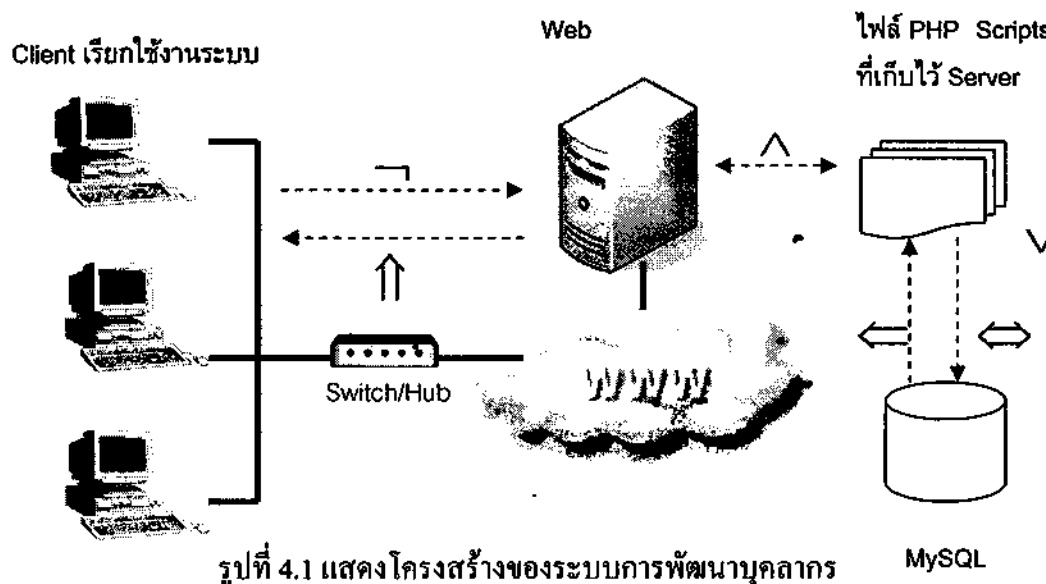 Client เรียกใช้งานระบบ
Web
ไฟล์ PHP Scripts
ที่เก็บไว้ Server
Switch/Hub
MySQL
รูปที่ 4.1 แสดงโครงสร้างของระบบการพัฒนาบุคลากร